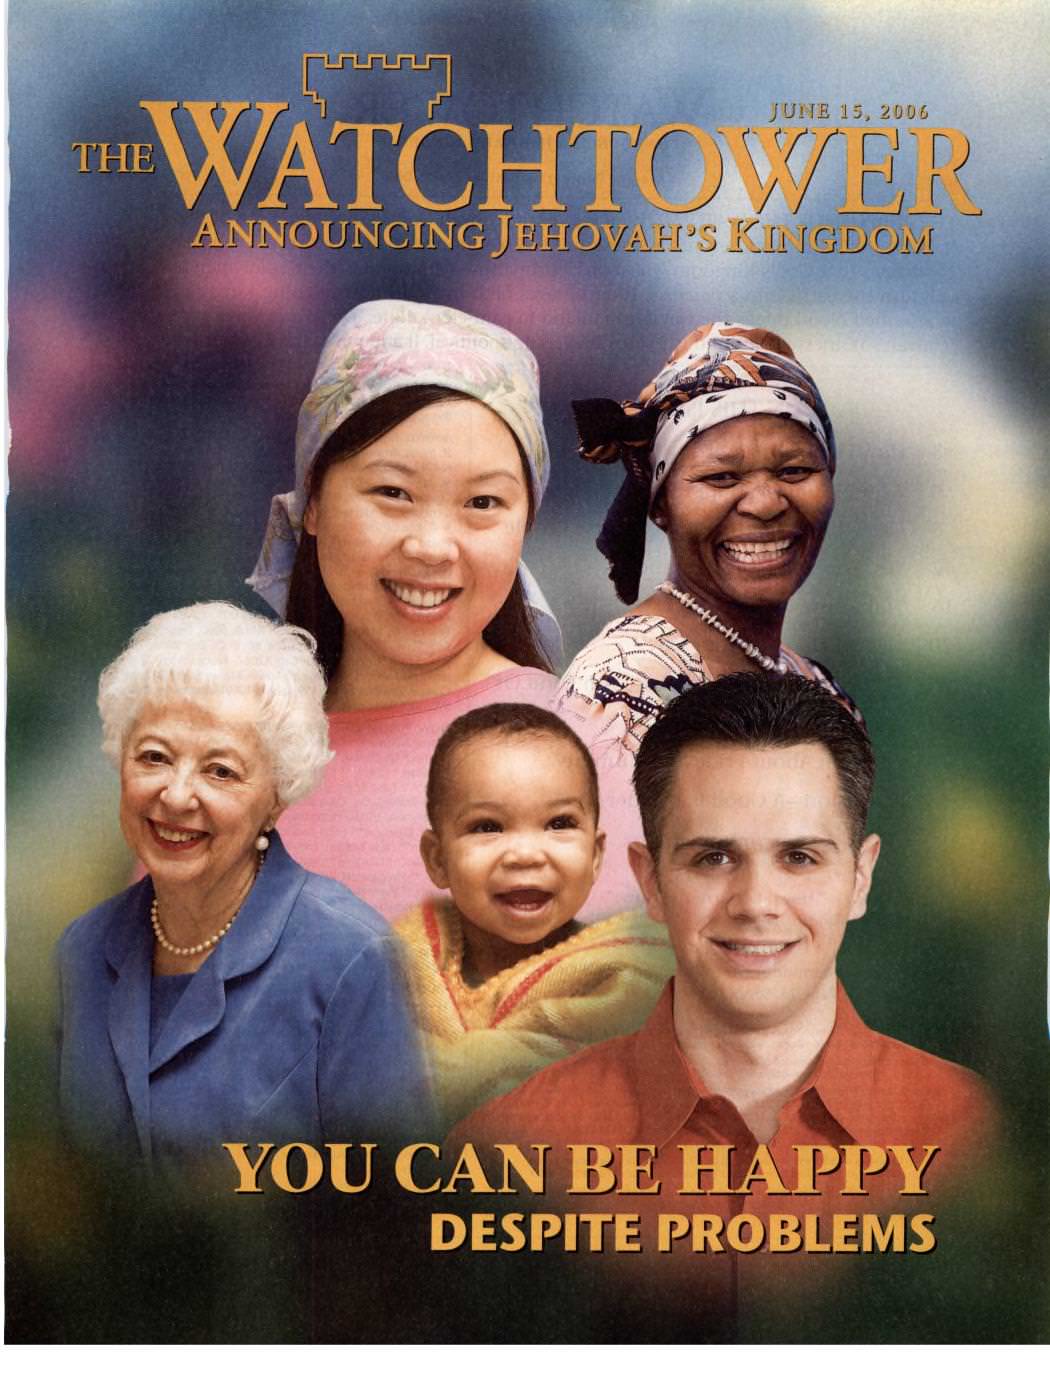 JUNE 15, 2006
THE WATCHTOWER
ANNOUNCING JEHOVAH'S KINGDOM
YOU CAN BE HAPPY
DESPITE PROBLEMS